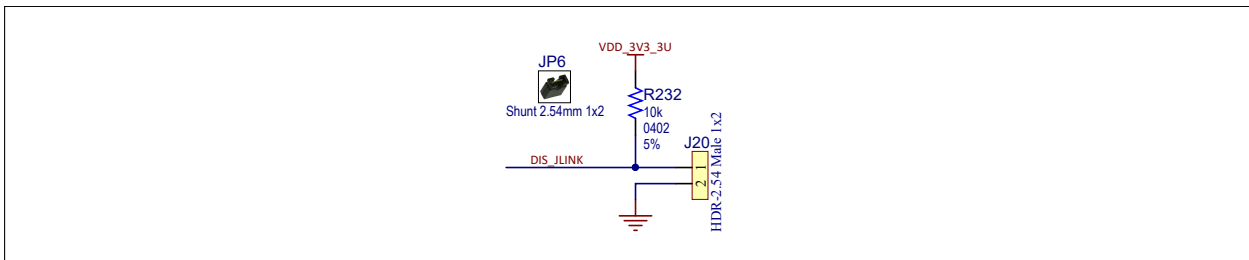 VDD_3V3_3U
JP6
Shunt 2.54mm 1x2
R232
10k
0402
5%
DIS_JLINK
J20
1
2
HDR-2.54 Male 1x2